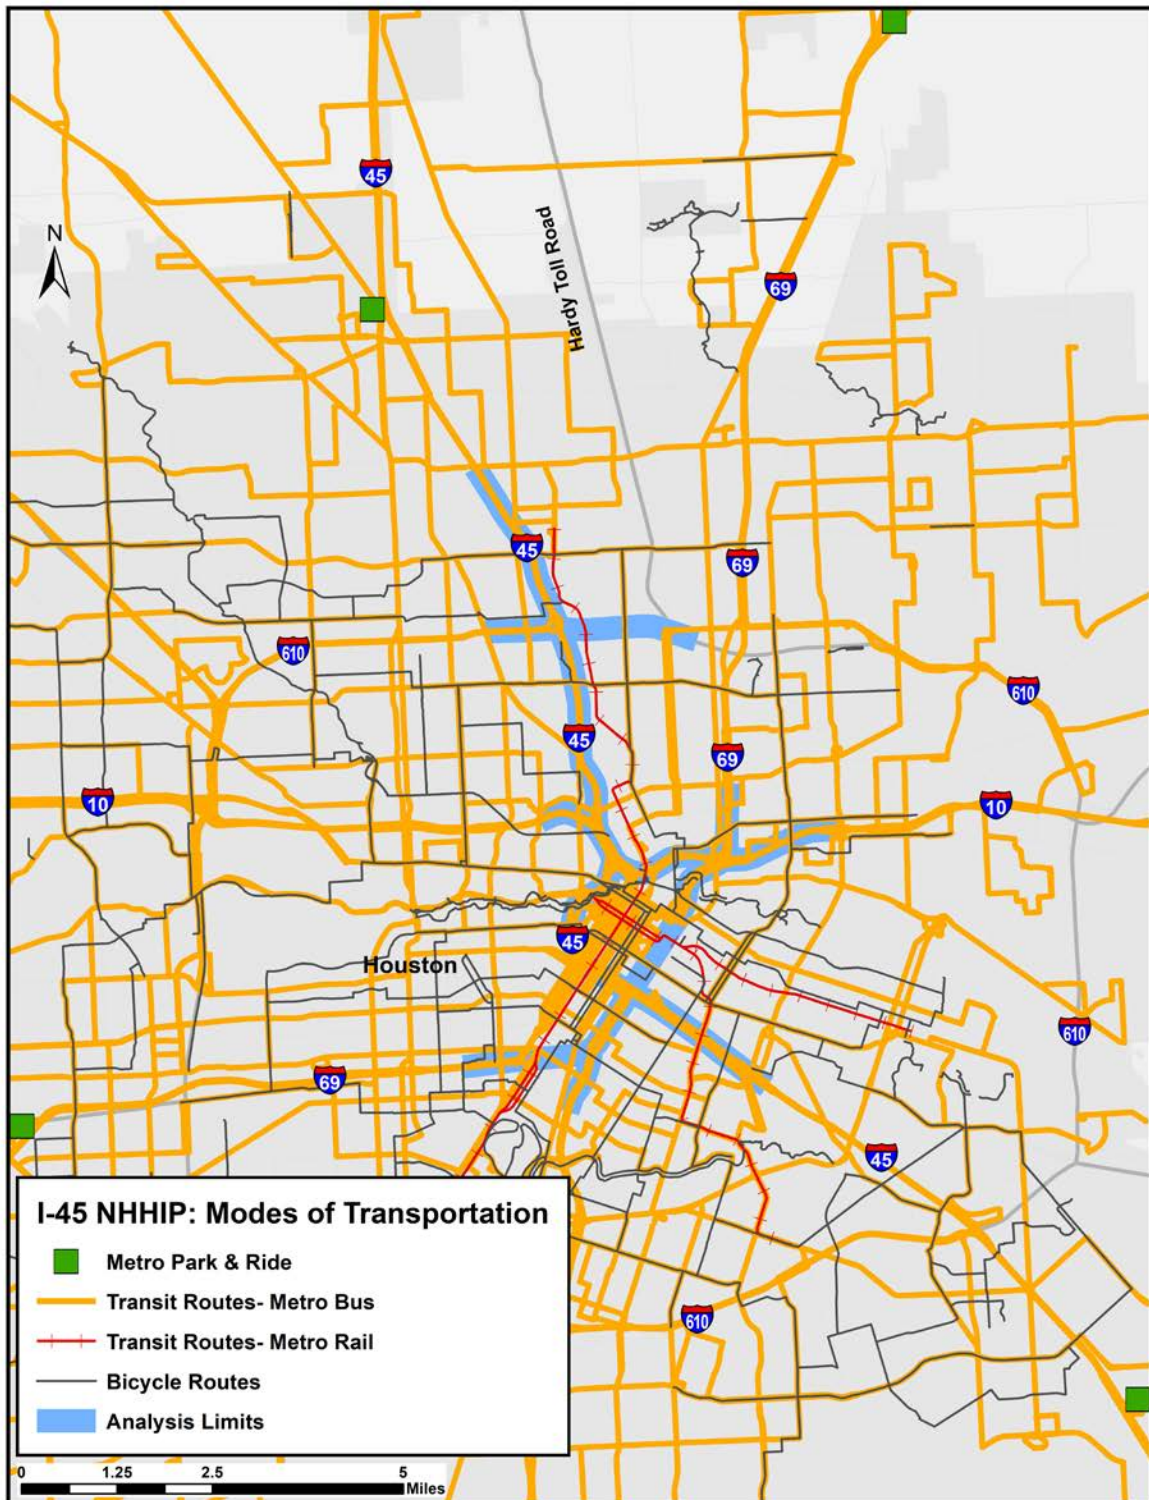 45
N
Hardy Toll Road
69
45
69
610
610
45
69
10
10
45
Houston
610
69
45
I-45 NHHIP: Modes of Transportation
Metro Park & Ride
Transit Routes- Metro Bus
Transit Routes- Metro Rail
610
Bicycle Routes
Analysis Limits
0 1.25 2.5 5
Miles